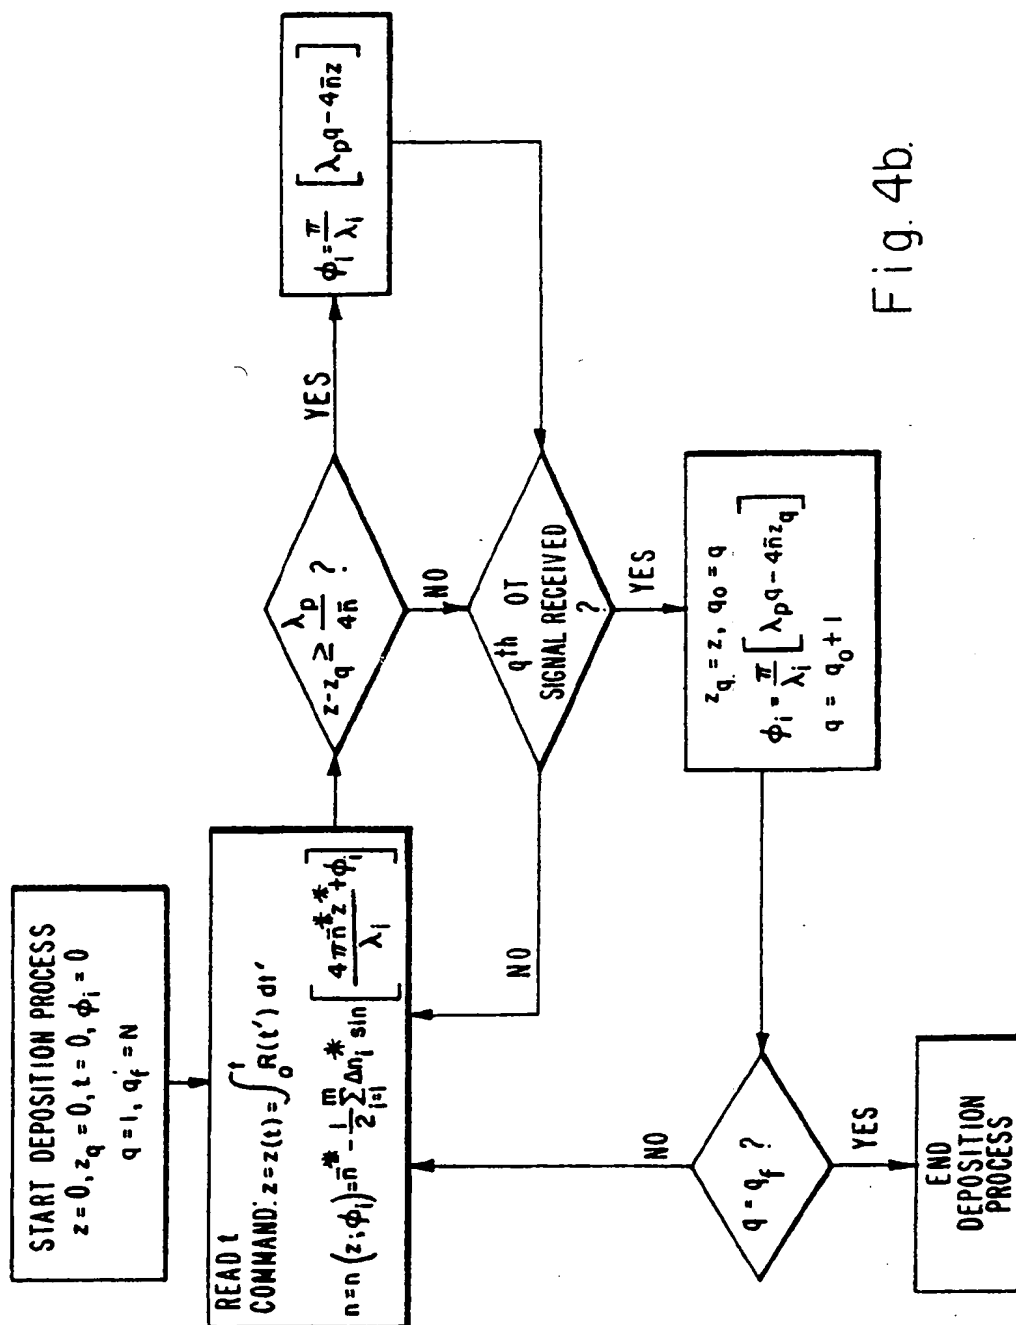 START DEPOSITION PROCESS
z=0, z_q=0, t=0, ϕ_i=0
q=1, q_f=N
READ t
COMMAND: z=z(t)=∫_0^t R(t') dt'
n=n(z;ϕ_i)=n̄* - 1/2 Σ_{i=1}^m Δn_i* sin [4πn̄* z*/λ_i +ϕ_i]
z-z_q ≥ λ_p/4n̄ ?
YES
ϕ_i=π/λ_i [λ_p q-4n̄z]
NO
q^th OT
SIGNAL RECEIVED
?
NO
YES
z_q=z, q_0=q
ϕ_i=π/λ_i [λ_p q-4n̄z_q]
q = q_0+1
q=q_f ?
NO
YES
END
DEPOSITION
PROCESS
Fig. 4b.